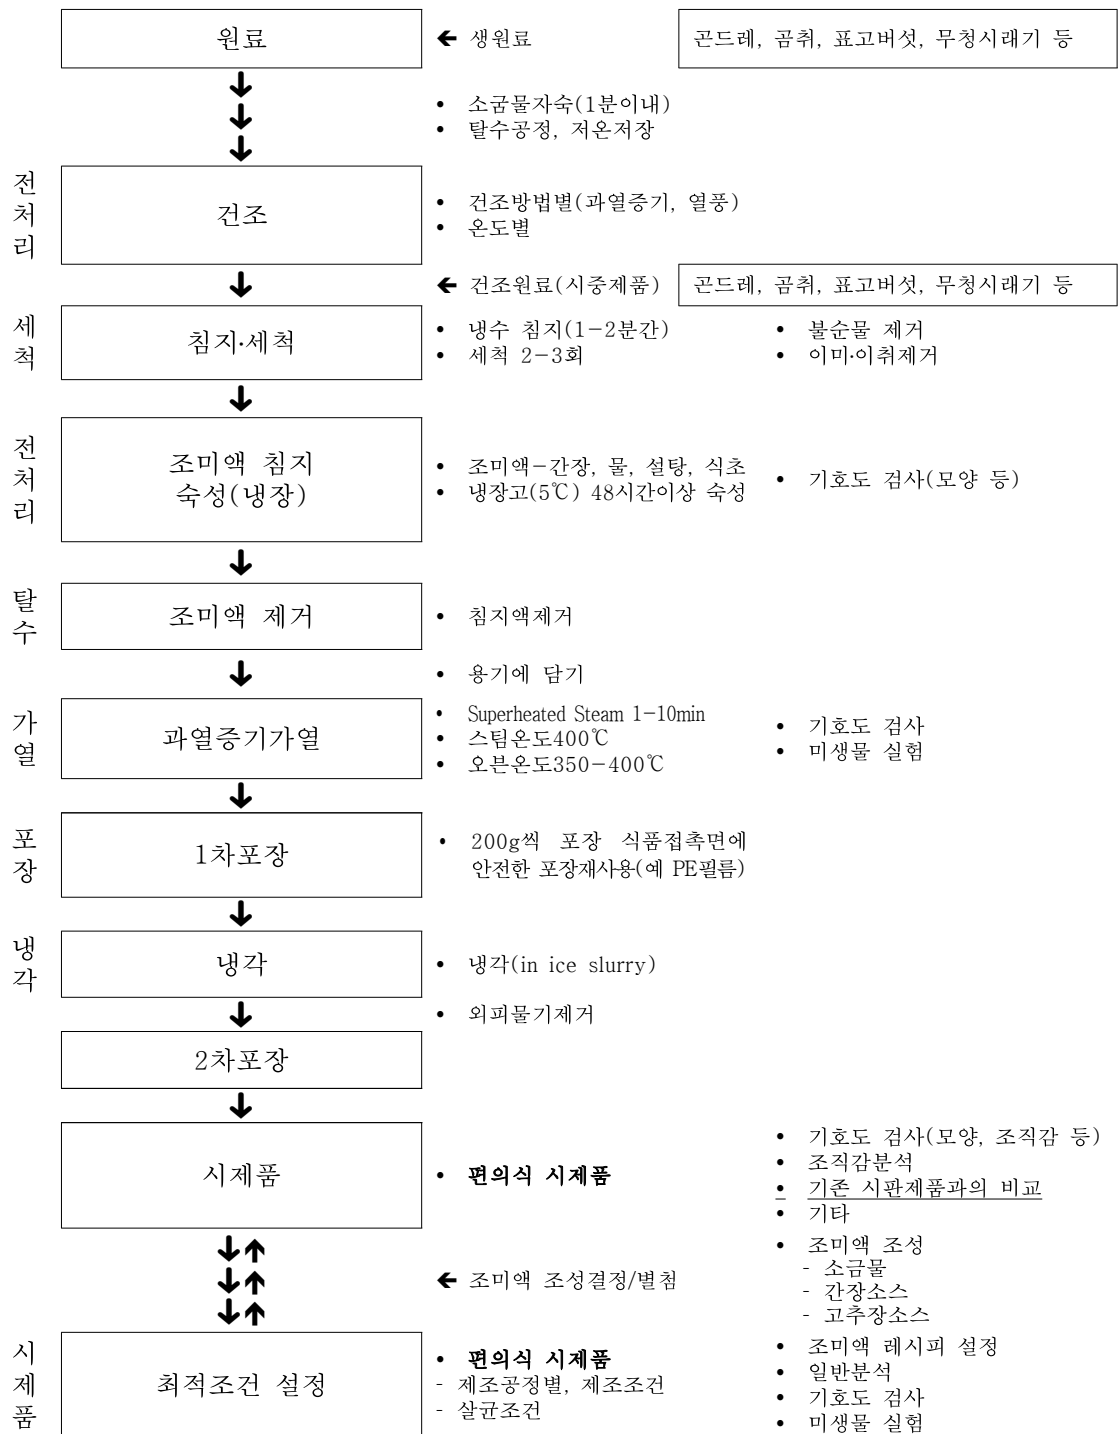 원료
← 생원료
곤드레, 곰취, 표고버섯, 무청시래기 등
• 소굼물자숙(1분이내)
• 탈수공정, 저온저장
전처리
건조
• 건조방법별(과열증기, 열풍)
• 온도별
← 건조원료(시중제품)
곤드레, 곰취, 표고버섯, 무청시래기 등
세척
침지·세척
• 냉수 침지(1-2분간)
• 세척 2-3회
• 불순물 제거
• 이미·이취제거
전처리
조미액 침지
숙성(냉장)
• 조미액-간장, 물, 설탕, 식초
• 냉장고(5℃) 48시간이상 숙성
• 기호도 검사(모양 등)
탈수
조미액 제거
• 침지액제거
• 용기에 담기
가열
과열증기가열
• Superheated Steam 1-10min
• 스팀온도400℃
• 오븐온도350-400℃
• 기호도 검사
• 미생물 실험
포장
1차포장
• 200g씩 포장 식품접촉면에
안전한 포장재사용(예 PE필름)
냉각
냉각
• 냉각(in ice slurry)
• 외피물기제거
2차포장
시제품
• 편의식 시제품
• 기호도 검사(모양, 조직감 등)
• 조직감분석
• 기존 시판제품과의 비교
• 기타
← 조미액 조성결정/별첨
• 조미액 조성
- 소금물
- 간장소스
- 고추장소스
시제품
최적조건 설정
• 편의식 시제품
- 제조공정별, 제조조건
- 살균조건
• 조미액 레시피 설정
• 일반분석
• 기호도 검사
• 미생물 실험